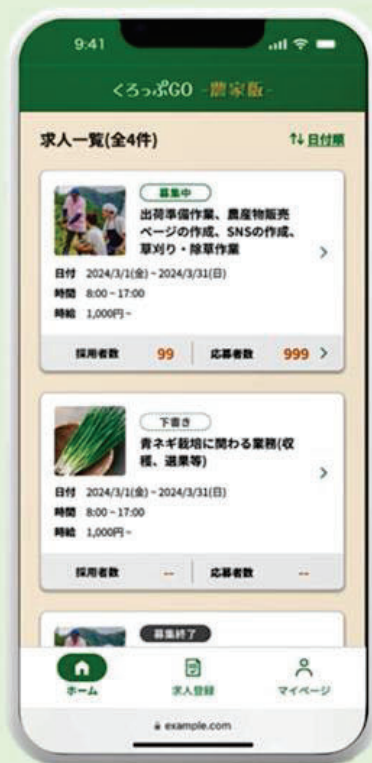 9:41
くろっぷGO -農家版-
求人一覧(全4件)
↑↓ 日付順
募集中
出荷準備作業、農産物販売
ページの作成、SNSの作成、
草刈り・除草作業
日付 2024/3/1(金)~2024/3/31(日)
時間 8:00~17:00
時給 1,000円~
採用者数 99 応募者数 999
下書き
青ネギ栽培に関わる業務(収
穫、選果等)
日付 2024/3/1(金)~2024/3/31(日)
時間 8:00~17:00
時給 1,000円~
採用者数 -- 応募者数 --
募集終了
ホーム 求人登録 マイページ
example.com